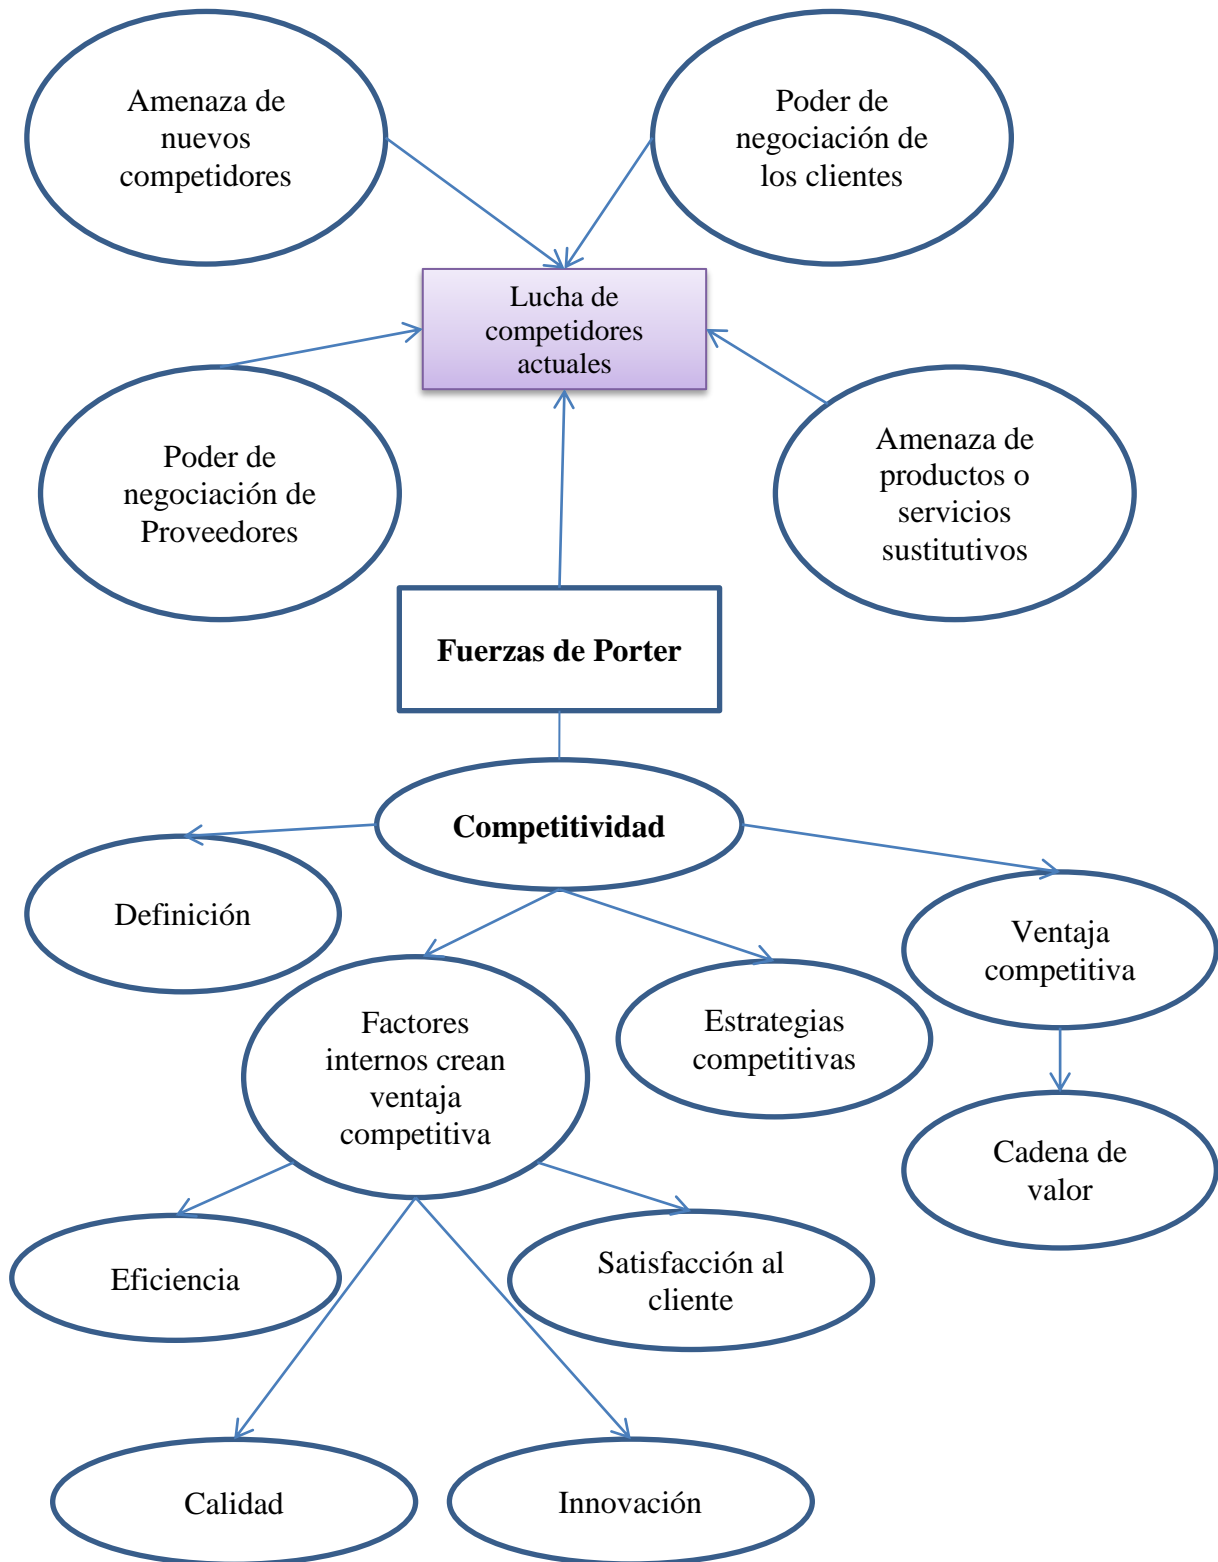 Amenaza de
nuevos
competidores
Poder de
negociación de
los clientes
Lucha de
competidores
actuales
Poder de
negociación de
Proveedores
Amenaza de
productos o
servicios
sustitutivos
Fuerzas de Porter
Competitividad
Definición
Ventaja
competitiva
Factores
internos crean
ventaja
competitiva
Estrategias
competitivas
Cadena de
valor
Eficiencia
Satisfacción al
cliente
Calidad
Innovación